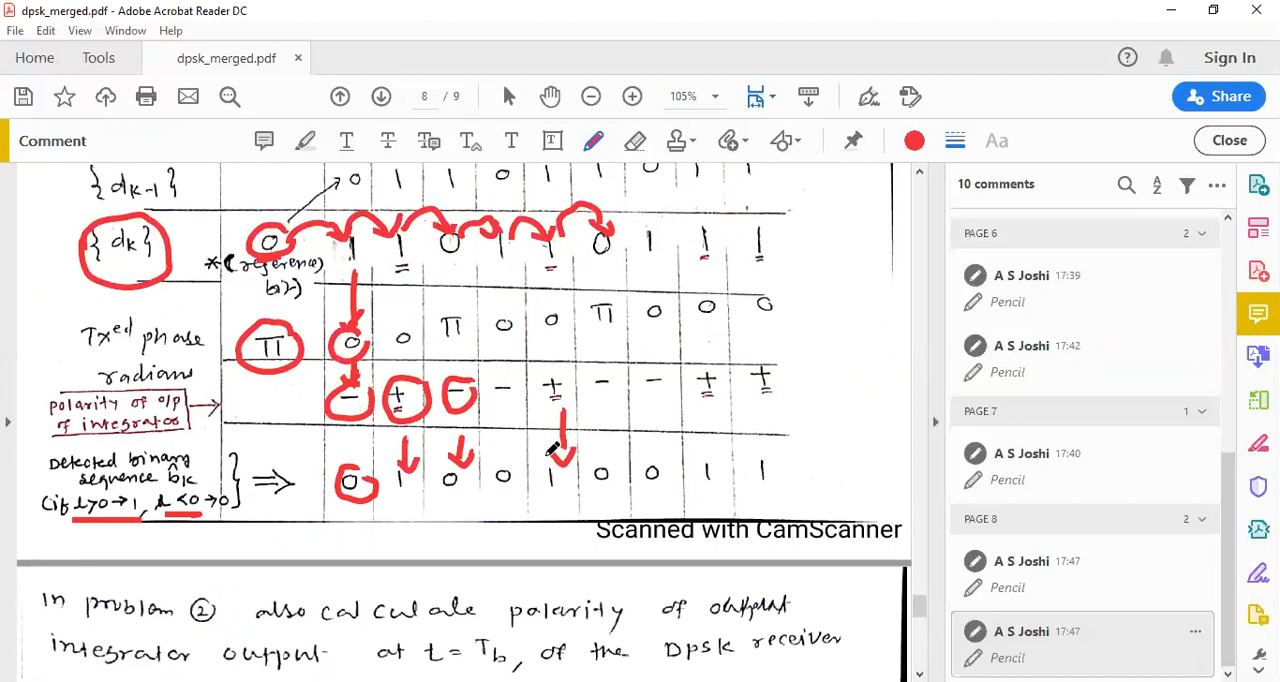 dpsk_merged.pdf - Adobe Acrobat Reader DC
File Edit View Window Help
Home Tools dpsk_merged.pdf × Sign In
8 / 9 105% Share
Comment Close
{ dk-1 } 0 1 1 0 1 1 0 1 1
{ dk } 0 1 1 0 1 1 0 1 1 1
*(reference)
bit)
Txed phase π 0 0 π 0 0 π 0 0 0
radians
polarity of o/p → - + - - + - - + +
of integrator
Detected binary
sequence b̂k } ⇒ 0 1 0 0 1 0 0 1 1
(if l>0→1, & l<0→0)
Scanned with CamScanner
In problem ② also calculate polarity of output
integrator output at t = Tb, of the Dpsk receiver
10 comments
PAGE 6 2
A S Joshi 17:39
Pencil
A S Joshi 17:42
Pencil
PAGE 7 1
A S Joshi 17:40
Pencil
PAGE 8 2
A S Joshi 17:47
Pencil
A S Joshi 17:47
Pencil